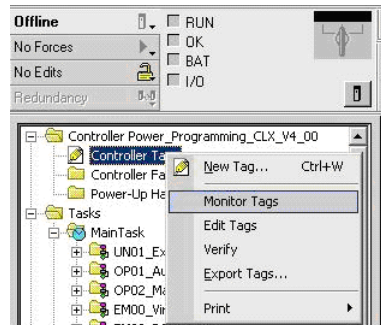 Offline
RUN
No Forces
OK
BAT
No Edits
I/O
Redundancy
Controller Power_Programming_CLX_V4_00
Controller Ta
New Tag... Ctrl+W
Controller Fa
Power-Up Ha
Monitor Tags
Tasks
Edit Tags
MainTask
Verify
UN01_Ex
OP01_Au
Export Tags...
OP02_Ma
EM00_Vir
Print